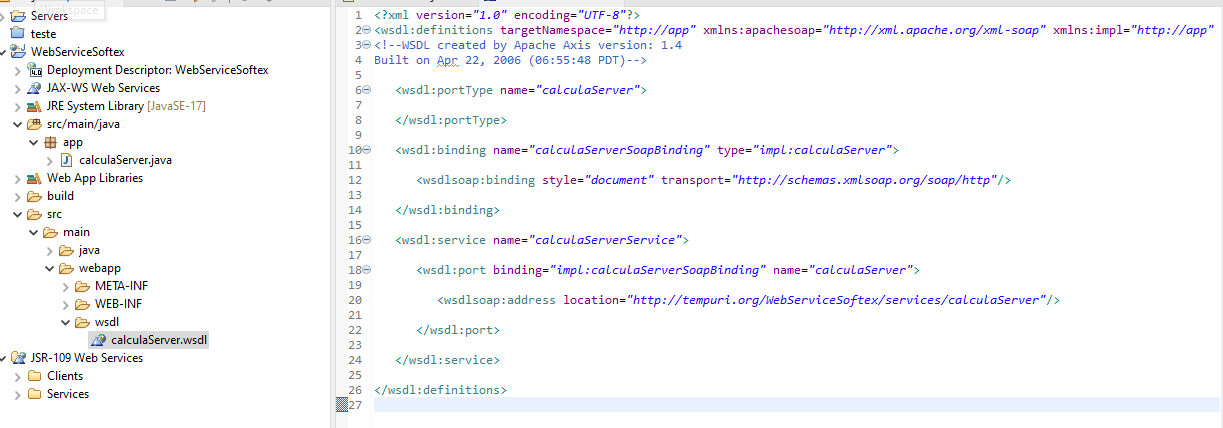 Workspace
Servers
teste
WebServiceSoftex
Deployment Descriptor: WebServiceSoftex
JAX-WS Web Services
JRE System Library [JavaSE-17]
src/main/java
app
calculaServer.java
Web App Libraries
build
src
main
java
webapp
META-INF
WEB-INF
wsdl
calculaServer.wsdl
JSR-109 Web Services
Clients
Services
1 <?xml version="1.0" encoding="UTF-8"?>
2 <wsdl:definitions targetNamespace="http://app" xmlns:apachesoap="http://xml.apache.org/xml-soap" xmlns:impl="http://app"
3 <!--WSDL created by Apache Axis version: 1.4
4 Built on Apr 22, 2006 (06:55:48 PDT)-->
5
6 <wsdl:portType name="calculaServer">
7
8 </wsdl:portType>
9
10 <wsdl:binding name="calculaServerSoapBinding" type="impl:calculaServer">
11
12 <wsdlsoap:binding style="document" transport="http://schemas.xmlsoap.org/soap/http"/>
13
14 </wsdl:binding>
15
16 <wsdl:service name="calculaServerService">
17
18 <wsdl:port binding="impl:calculaServerSoapBinding" name="calculaServer">
19
20 <wsdlsoap:address location="http://tempuri.org/WebServiceSoftex/services/calculaServer"/>
21
22 </wsdl:port>
23
24 </wsdl:service>
25
26 </wsdl:definitions>
27